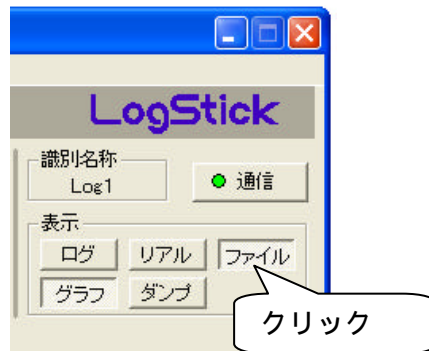 LogStick
識別名称
Log1
通信
表示
ログ リアル ファイル
グラフ ダンプ
クリック